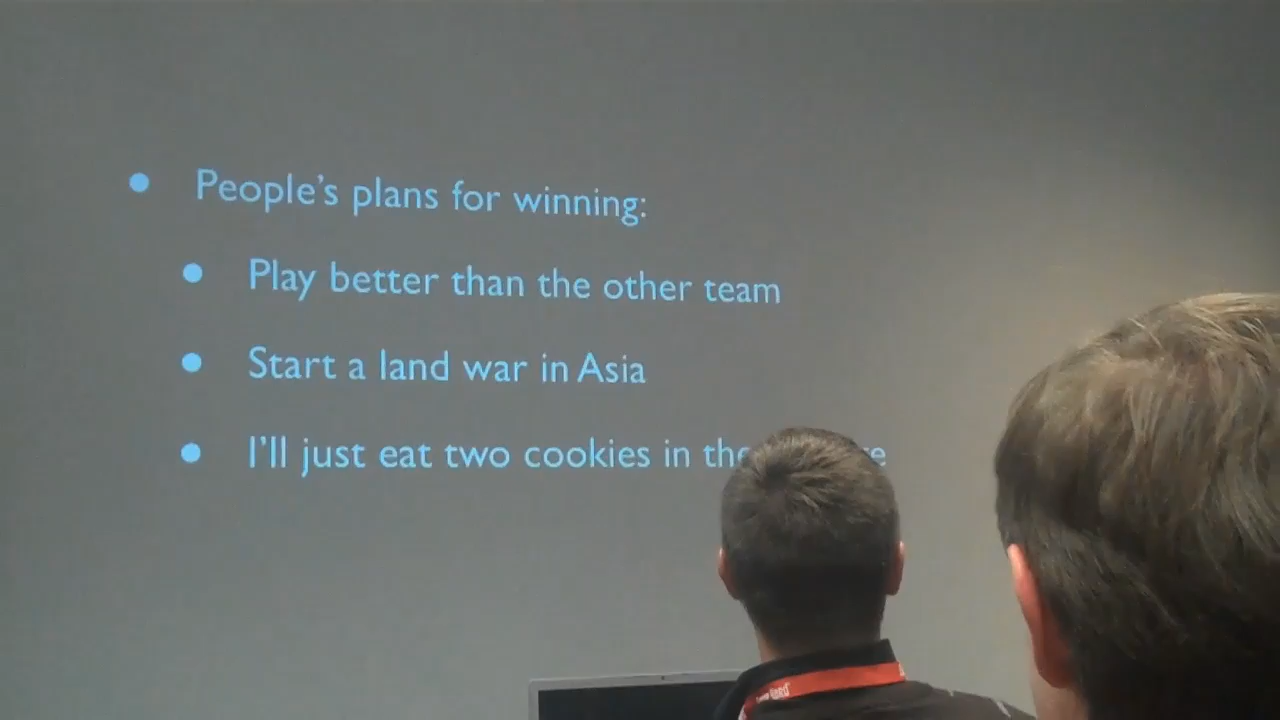 People's plans for winning:
Play better than the other team
Start a land war in Asia
I'll just eat two cookies in the